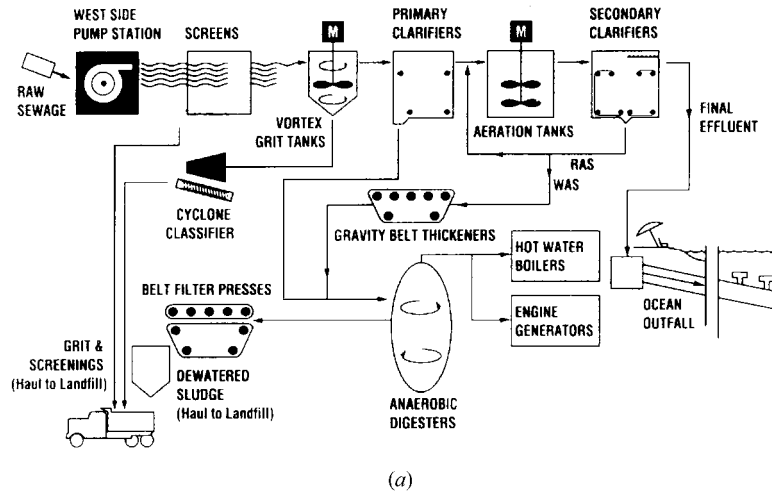 WEST SIDE
PUMP STATION
SCREENS
M
PRIMARY
CLARIFIERS
M
SECONDARY
CLARIFIERS
RAW
SEWAGE
VORTEX
GRIT TANKS
AERATION TANKS
FINAL
EFFLUENT
RAS
WAS
CYCLONE
CLASSIFIER
GRAVITY BELT THICKENERS
HOT WATER
BOILERS
BELT FILTER PRESSES
ENGINE
GENERATORS
OCEAN
OUTFALL
GRIT &
SCREENINGS
(Haul to Landfill)
DEWATERED
SLUDGE
(Haul to Landfill)
ANAEROBIC
DIGESTERS
(a)